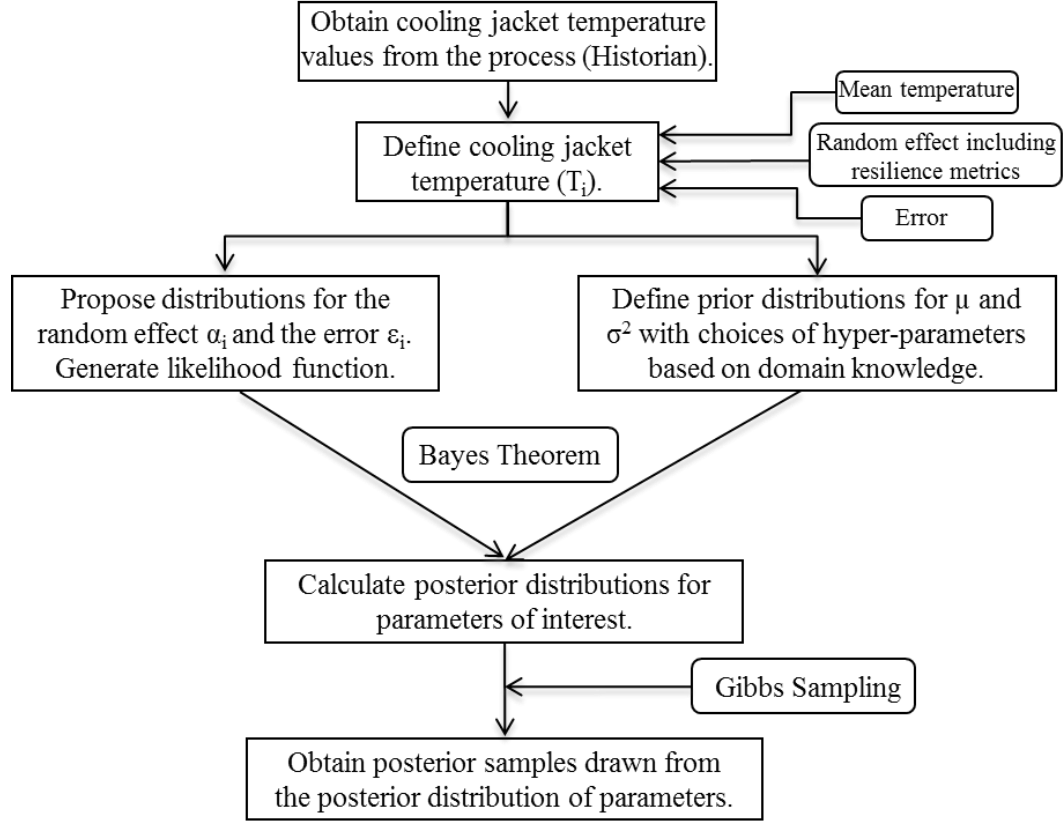 Obtain cooling jacket temperature
values from the process (Historian).
Mean temperature
Define cooling jacket
temperature (Tᵢ).
Random effect including
resilience metrics
Error
Propose distributions for the
random effect αᵢ and the error εᵢ.
Generate likelihood function.
Define prior distributions for μ and
σ² with choices of hyper-parameters
based on domain knowledge.
Bayes Theorem
Calculate posterior distributions for
parameters of interest.
Gibbs Sampling
Obtain posterior samples drawn from
the posterior distribution of parameters.